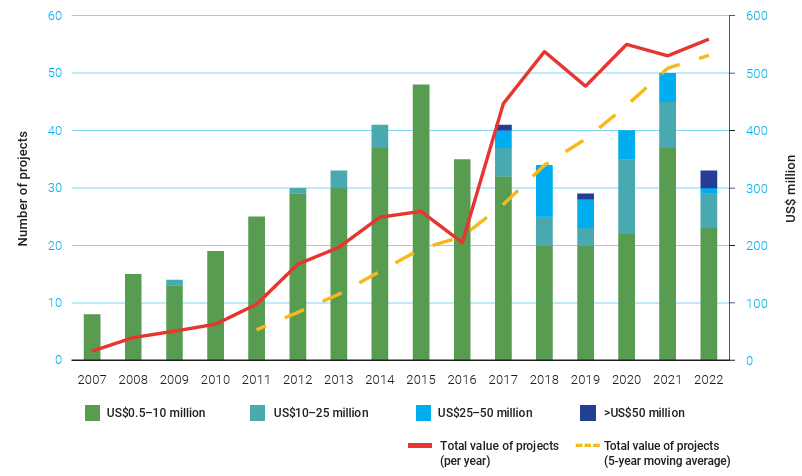 60 600
50 500
40 400
30 300
20 200
10 100
0 0
Number of projects
US$ million
2007 2008 2009 2010 2011 2012 2013 2014 2015 2016 2017 2018 2019 2020 2021 2022
US$0.5–10 million US$10–25 million US$25–50 million >US$50 million
Total value of projects Total value of projects
(per year) (5-year moving average)